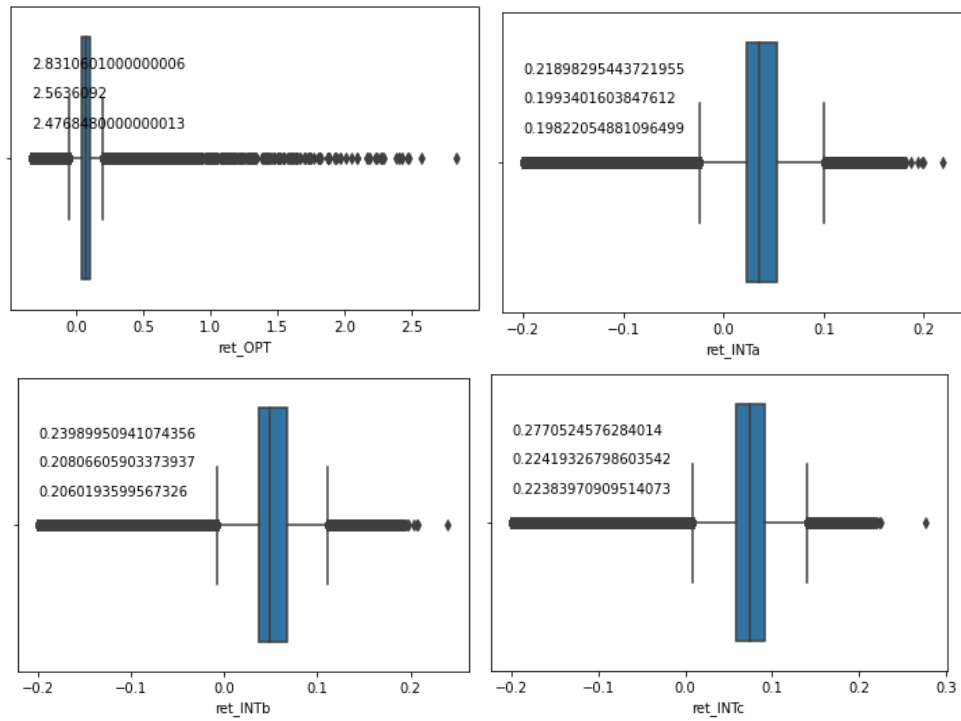 2.8310601000000006
2.5636092
2.4768480000000013
0.0 0.5 1.0 1.5 2.0 2.5
ret_OPT
0.21898295443721955
0.1993401603847612
0.19822054881096499
−0.2 −0.1 0.0 0.1 0.2
ret_INTa
0.23989950941074356
0.20806605903373937
0.2060193599567326
−0.2 −0.1 0.0 0.1 0.2
ret_INTb
0.2770524576284014
0.22419326798603542
0.22383970909514073
−0.2 −0.1 0.0 0.1 0.2 0.3
ret_INTc